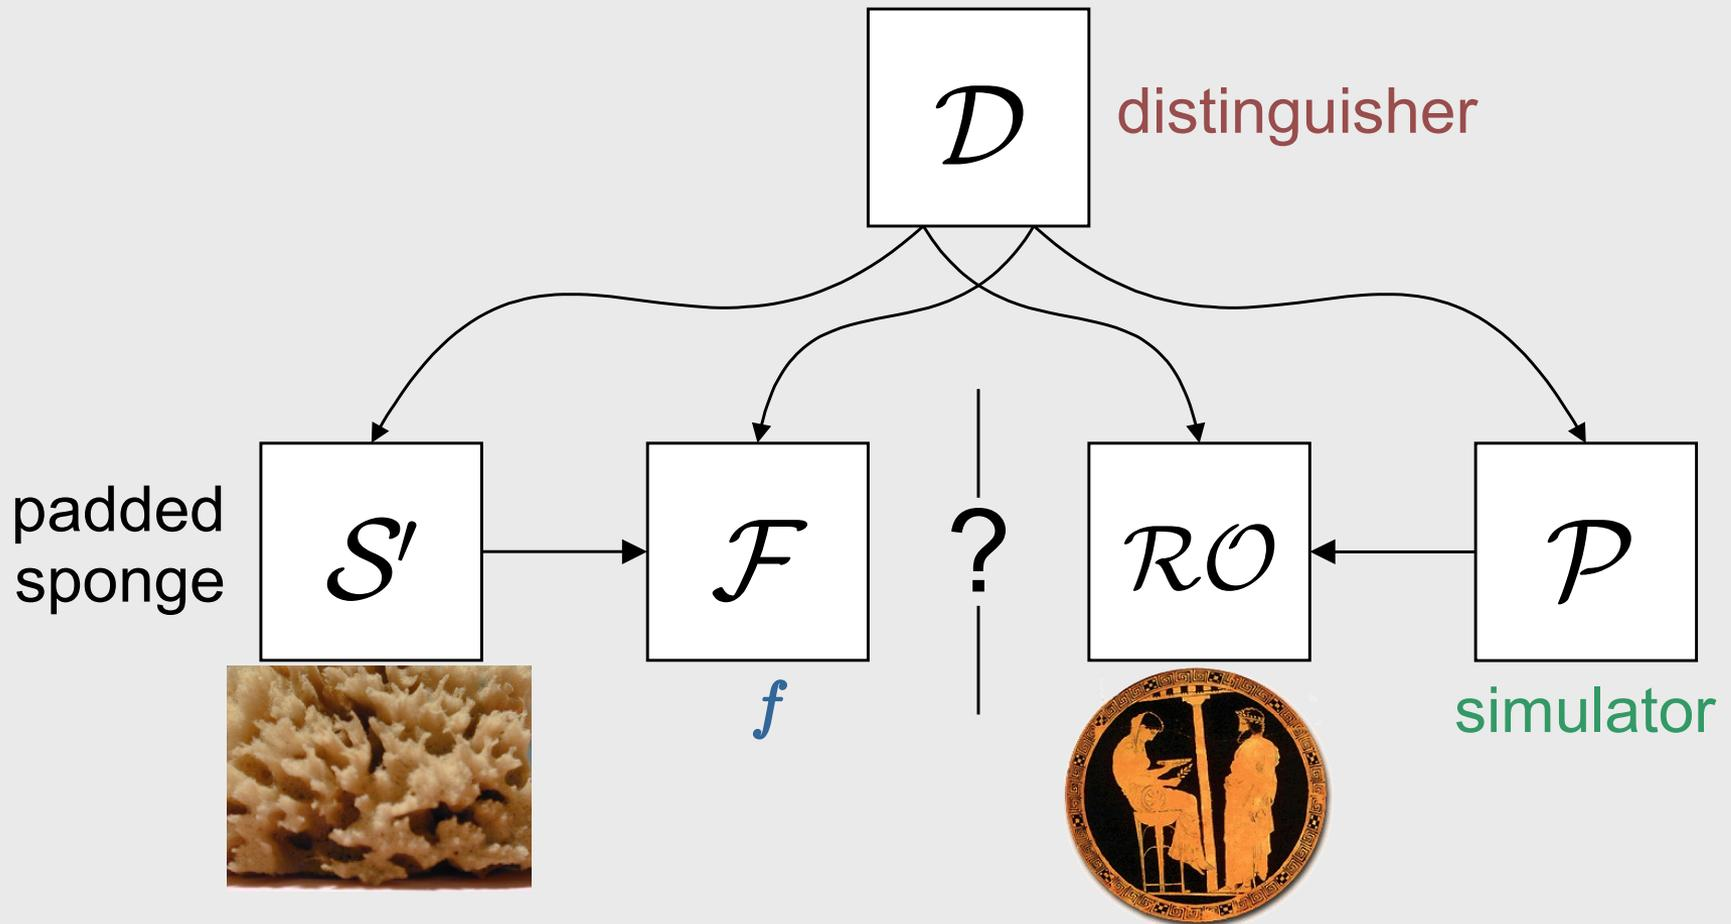 𝒟
distinguisher
padded
sponge
𝒮′
ℱ
?
ℛ𝒪
𝒫
f
simulator